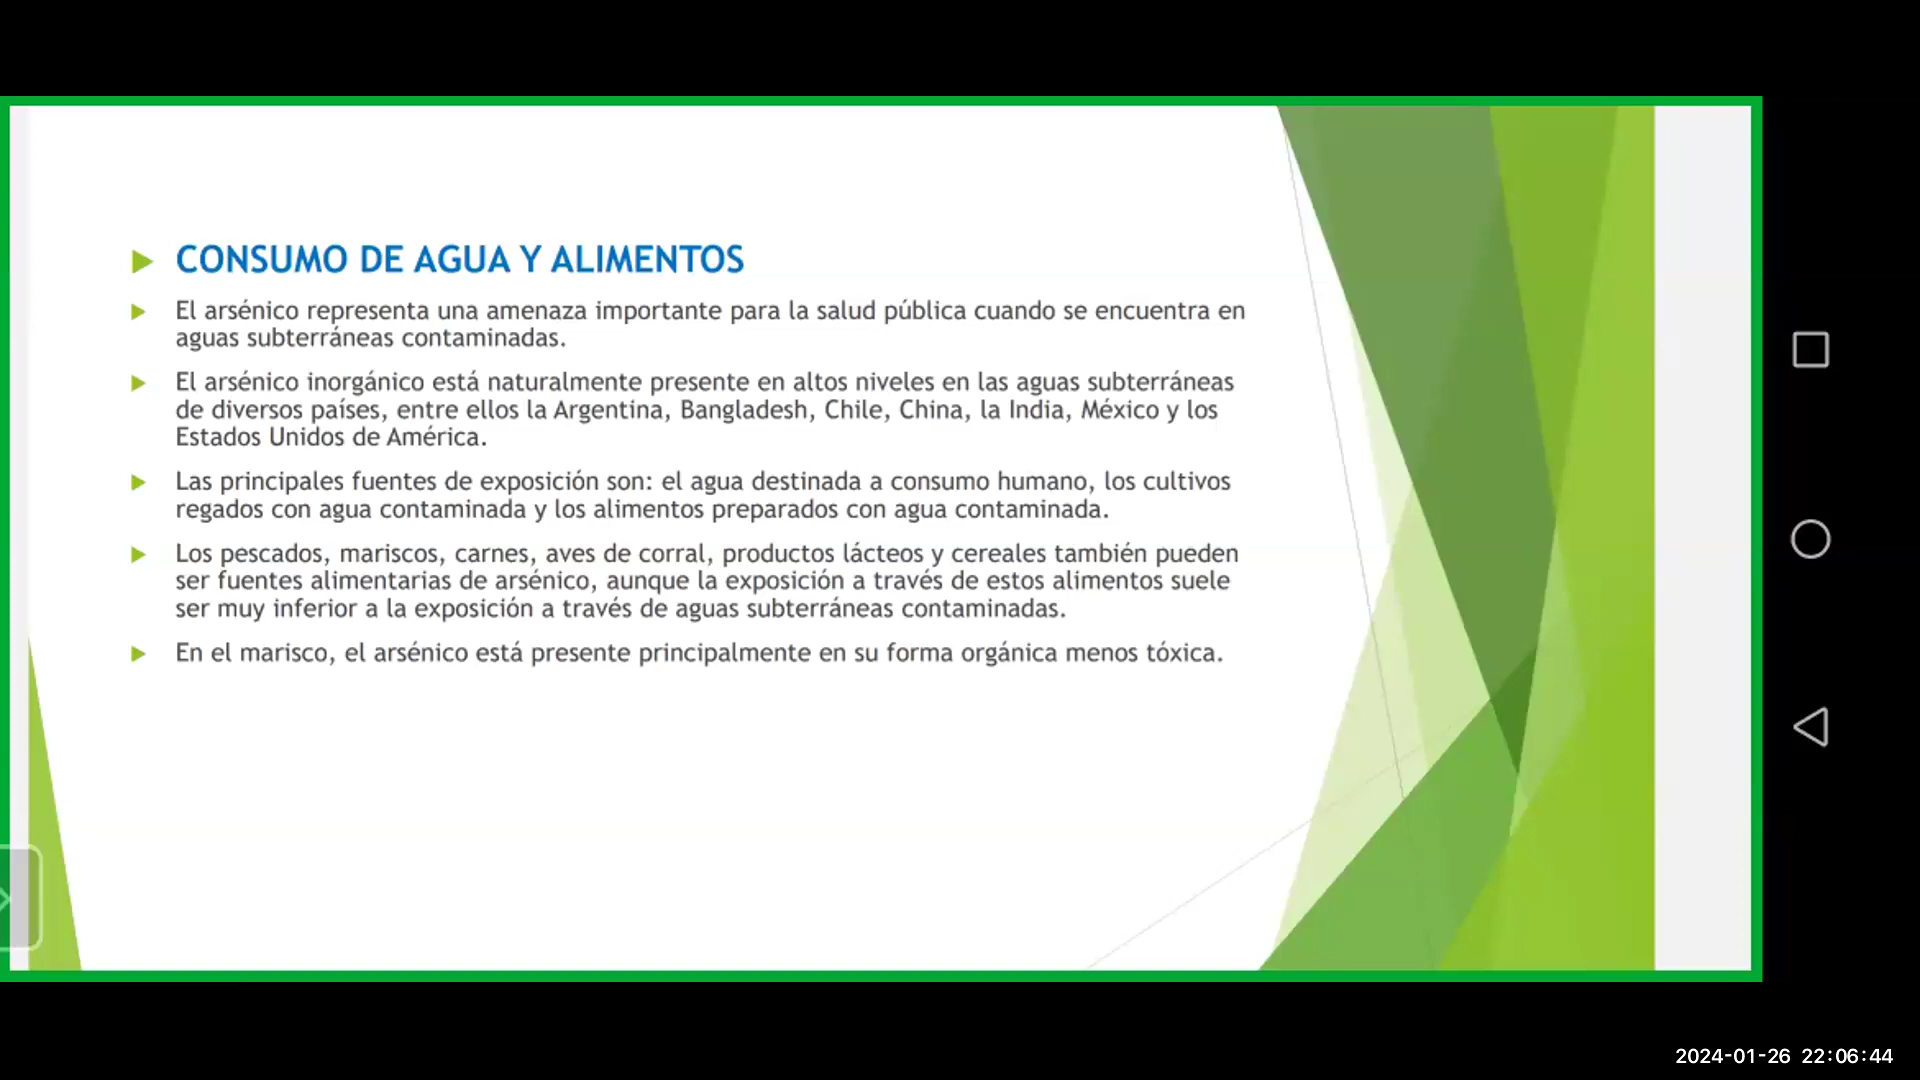 CONSUMO DE AGUA Y ALIMENTOS
El arsénico representa una amenaza importante para la salud pública cuando se encuentra en
aguas subterráneas contaminadas.
El arsénico inorgánico está naturalmente presente en altos niveles en las aguas subterráneas
de diversos países, entre ellos la Argentina, Bangladesh, Chile, China, la India, México y los
Estados Unidos de América.
Las principales fuentes de exposición son: el agua destinada a consumo humano, los cultivos
regados con agua contaminada y los alimentos preparados con agua contaminada.
Los pescados, mariscos, carnes, aves de corral, productos lácteos y cereales también pueden
ser fuentes alimentarias de arsénico, aunque la exposición a través de estos alimentos suele
ser muy inferior a la exposición a través de aguas subterráneas contaminadas.
En el marisco, el arsénico está presente principalmente en su forma orgánica menos tóxica.
2024-01-26 22:06:44